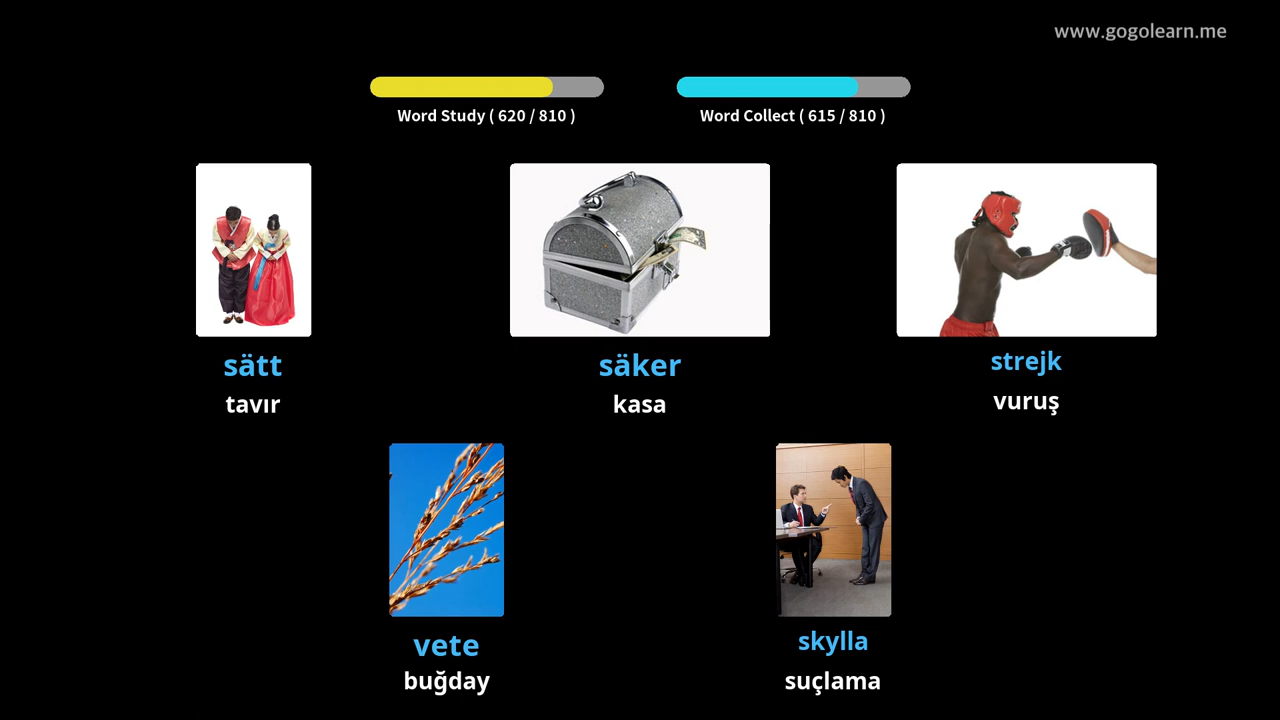 www.gogolearn.me
Word Study ( 620 / 810 )
Word Collect ( 615 / 810 )
sätt
tavır
säker
kasa
strejk
vuruş
vete
buğday
skylla
suçlama